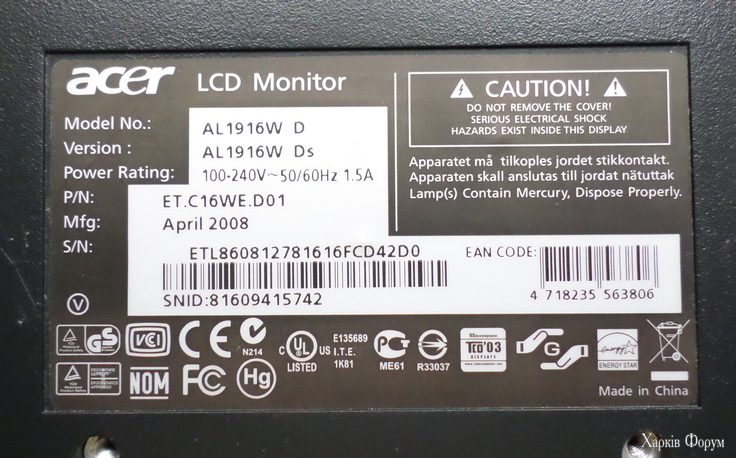 acer LCD Monitor
Model No.: AL1916W D
Version : AL1916W Ds
Power Rating: 100-240V~50/60Hz 1.5A
P/N: ET.C16WE.D01
Mfg: April 2008
S/N: ETL860812781616FCD42D0
SNID:81609415742
CAUTION!
DO NOT REMOVE THE COVER!
SERIOUS ELECTRICAL SHOCK
HAZARDS EXIST INSIDE THIS DISPLAY
Apparatet må tilkoples jordet stikkontakt.
Apparaten skall anslutas till jordat nätuttak
Lamp(s) Contain Mercury, Dispose Properly.
EAN CODE:
4 718235 563806
V
GS
VCI
CE
N214
C UL US
LISTED
E135689
I.T.E.
1K81
ME61
R33037
TCO'03
DISPLAYS
G
energy
ENERGY STAR
NOM
FC
Hg
Made in China
Харків Форум